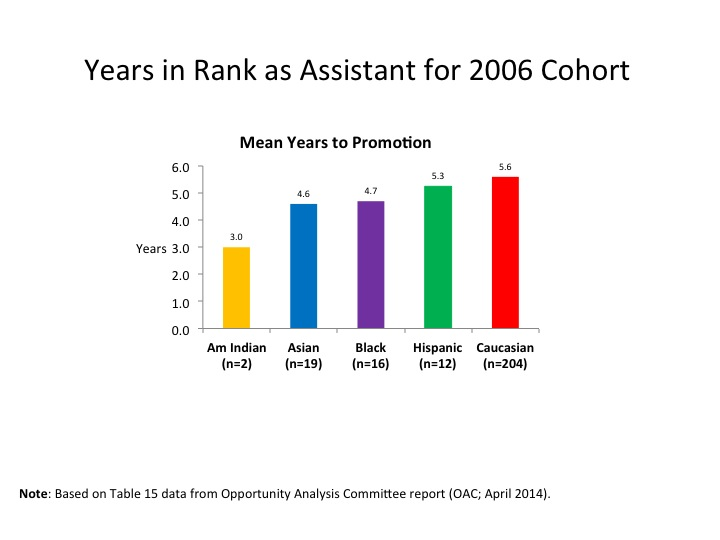 Years in Rank as Assistant for 2006 Cohort
Mean Years to Promotion
6.0
5.0
4.0
Years 3.0
2.0
1.0
0.0
3.0
4.6
4.7
5.3
5.6
Am Indian Asian Black Hispanic Caucasian
(n=2) (n=19) (n=16) (n=12) (n=204)
Note: Based on Table 15 data from Opportunity Analysis Committee report (OAC; April 2014).